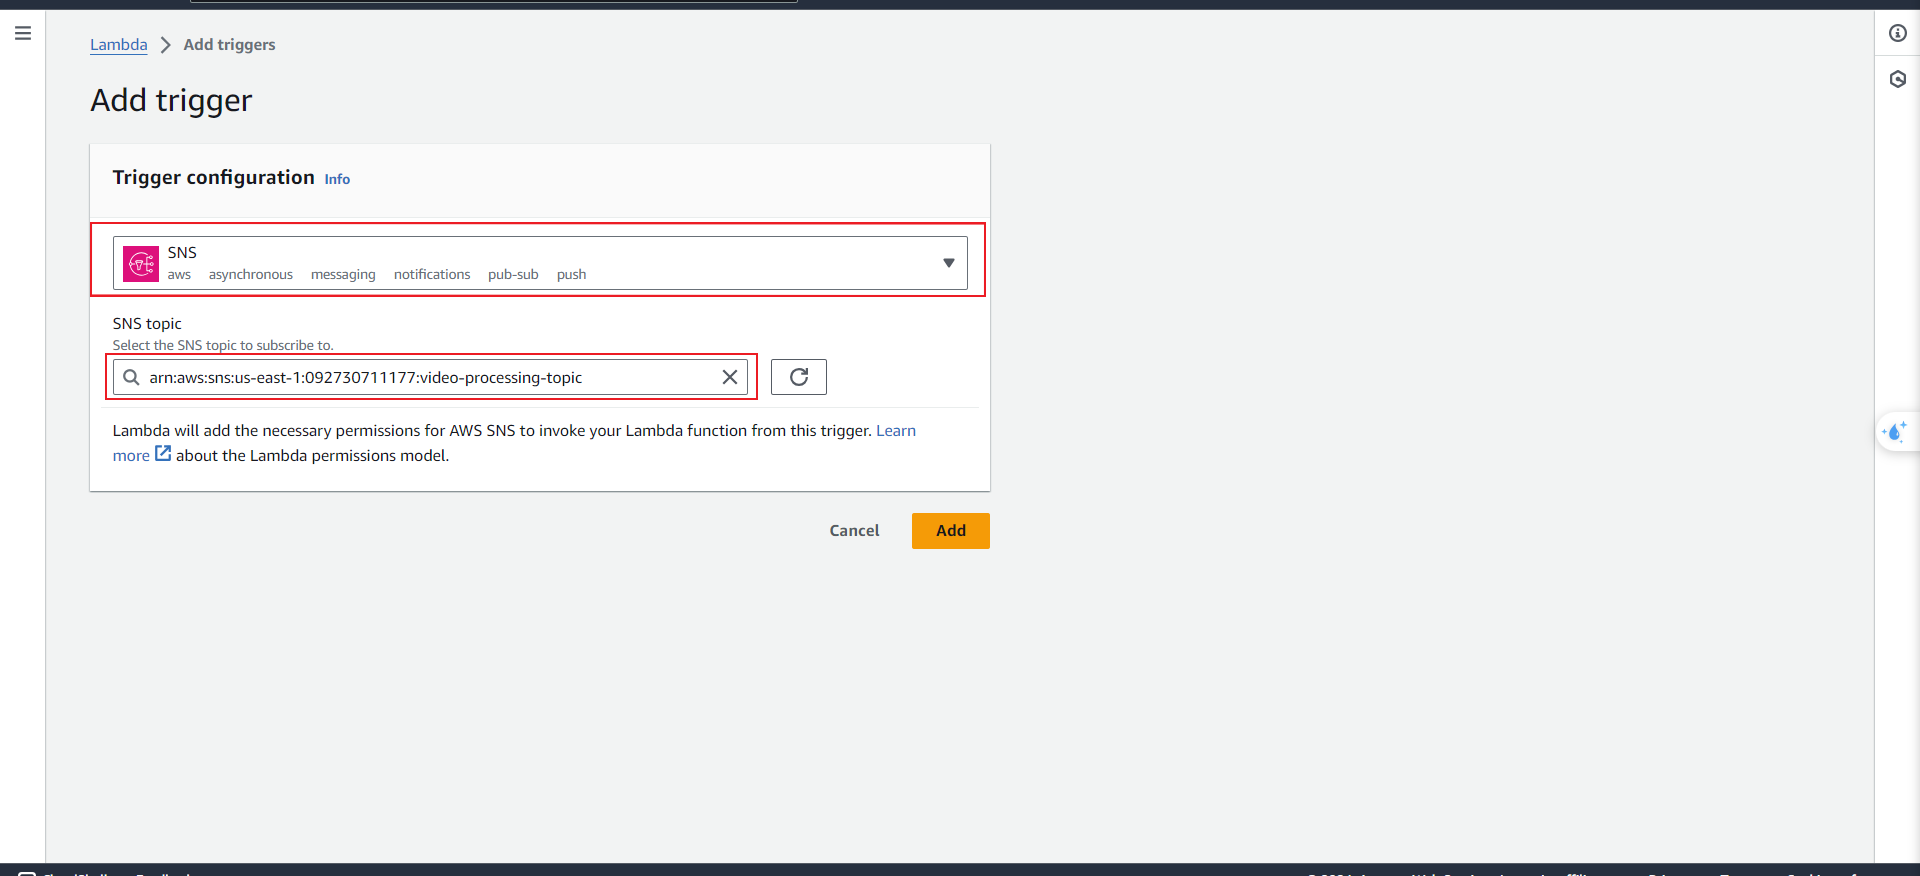 Lambda > Add triggers
Add trigger
Trigger configuration Info
SNS
aws asynchronous messaging notifications pub-sub push
SNS topic
Select the SNS topic to subscribe to.
arn:aws:sns:us-east-1:092730711177:video-processing-topic
Lambda will add the necessary permissions for AWS SNS to invoke your Lambda function from this trigger. Learn
more about the Lambda permissions model.
Cancel Add